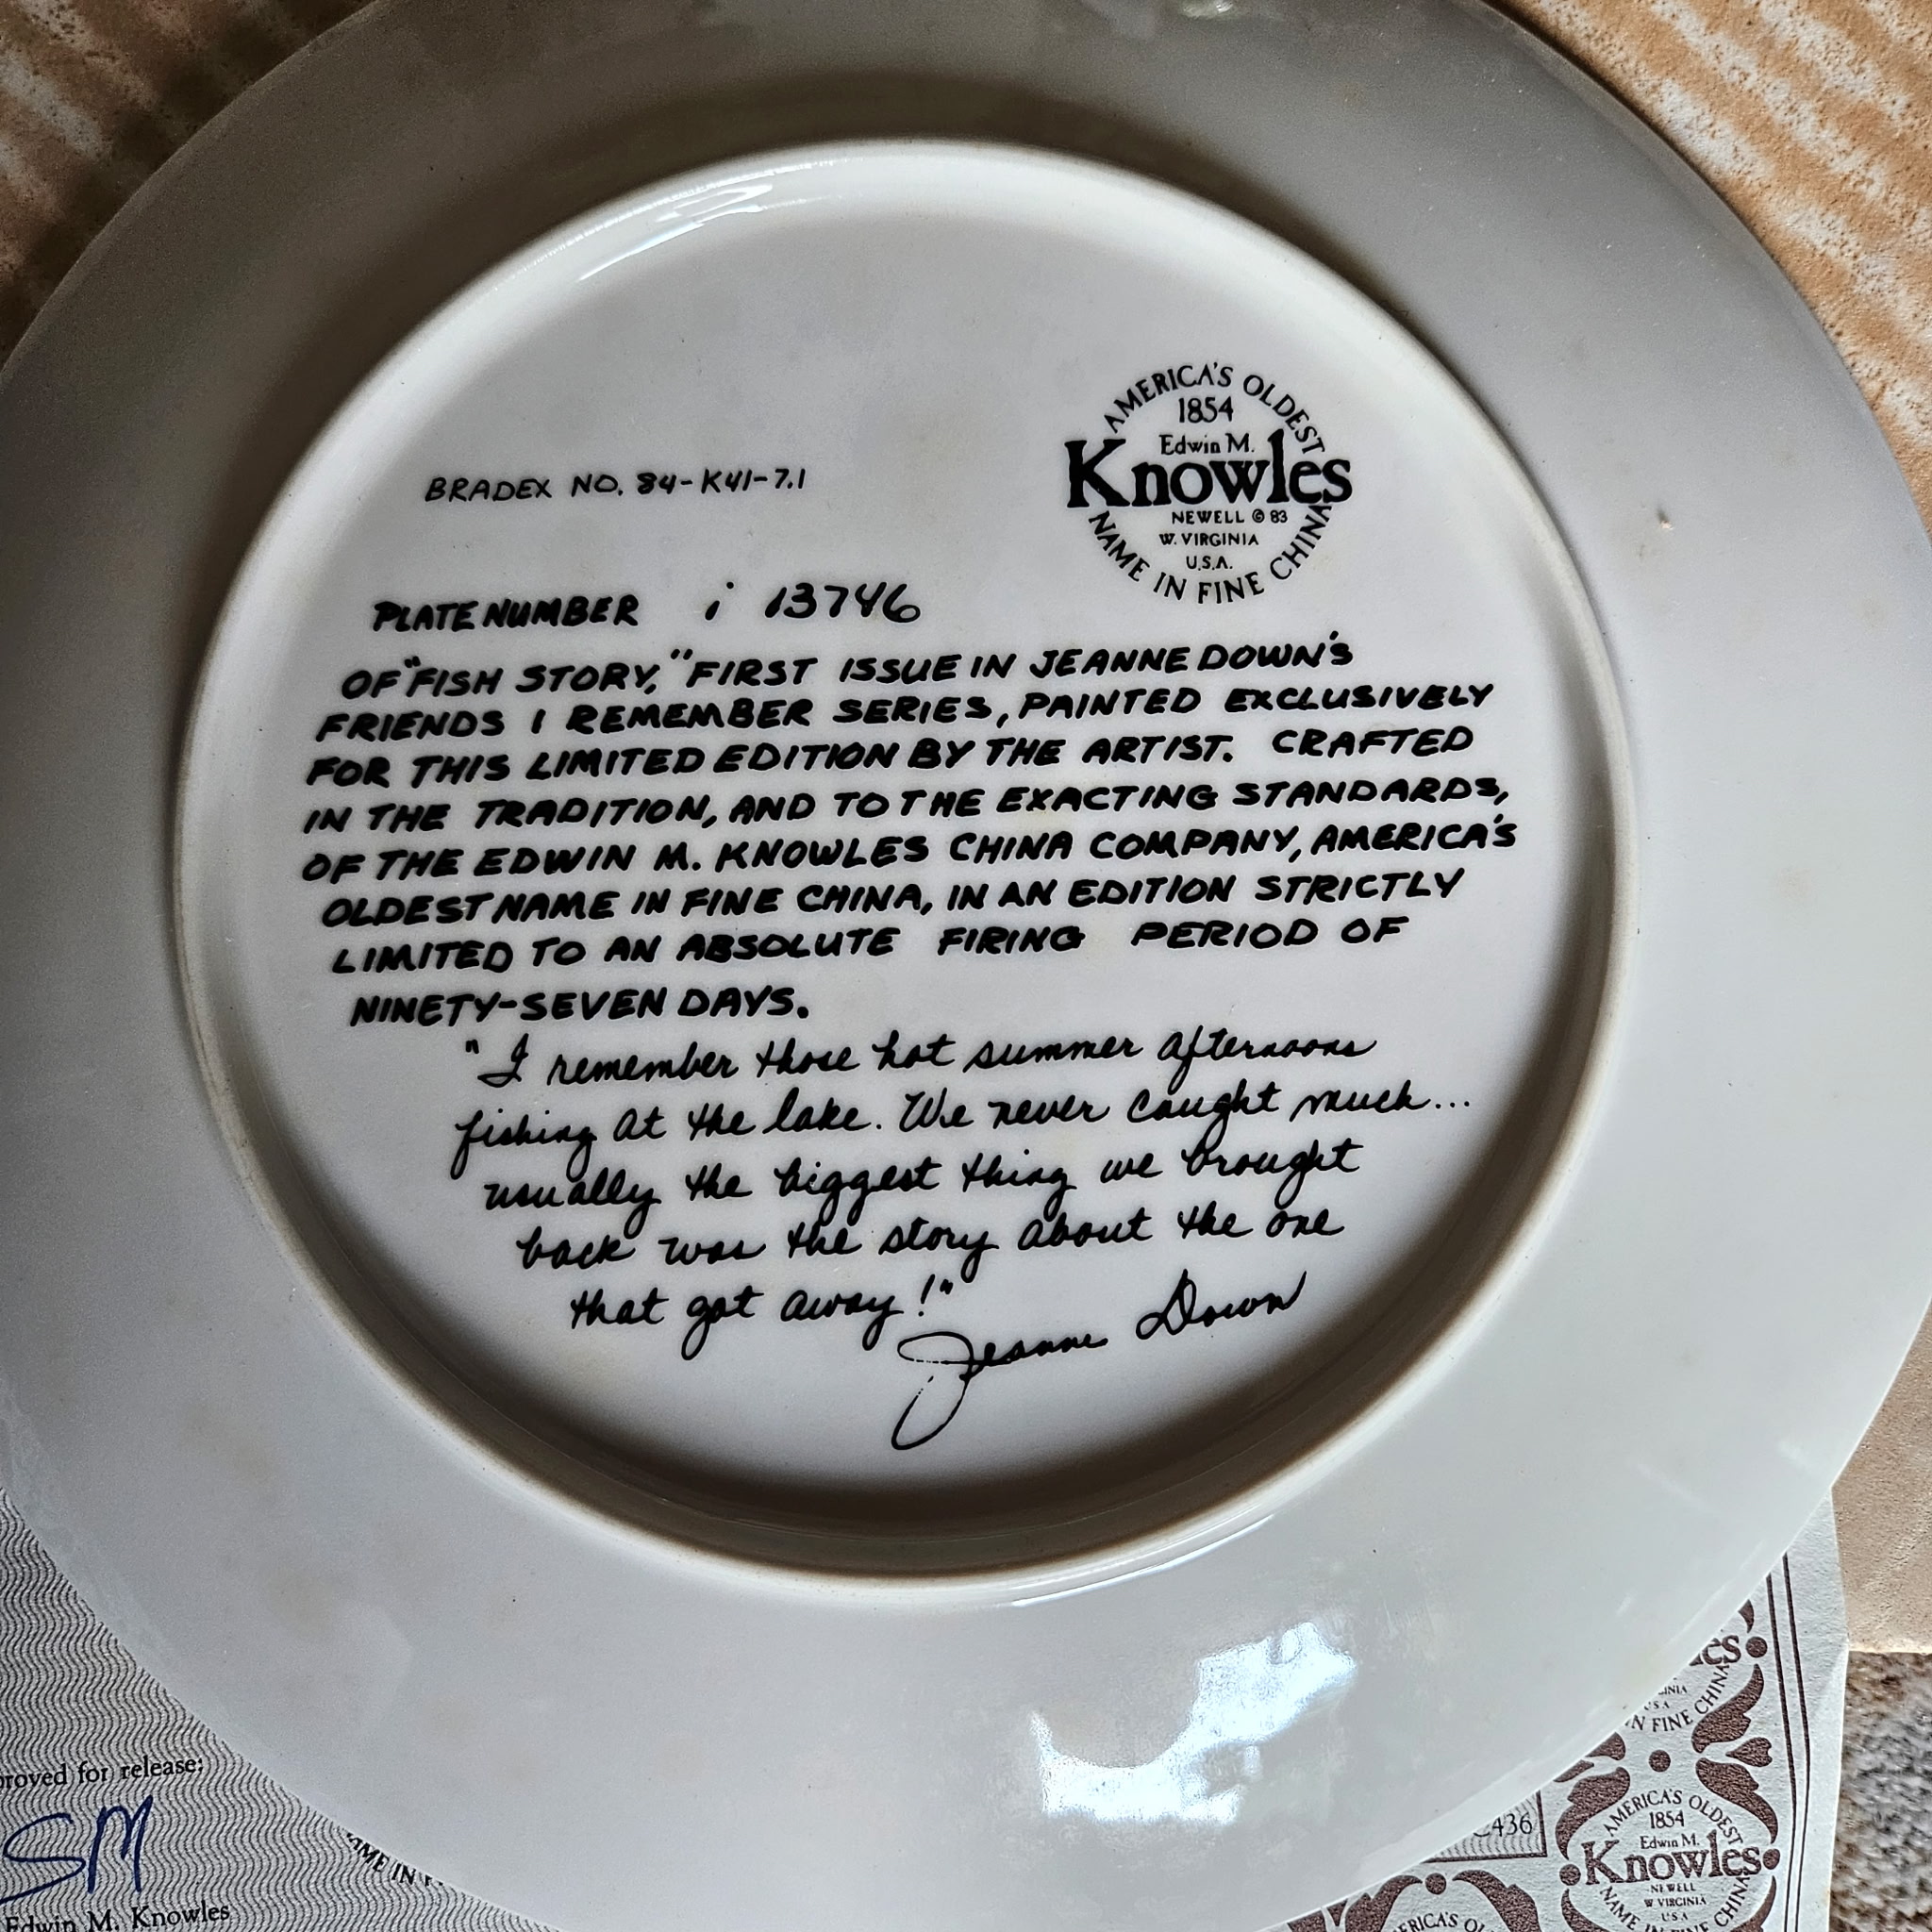 AMERICA'S OLDEST
1854
Edwin M.
Knowles
NEWELL © 83
W. VIRGINIA
U.S.A.
NAME IN FINE CHINA
BRADEX NO. 84-K41-7.1
PLATE NUMBER i 13746
OF "FISH STORY," FIRST ISSUE IN JEANNE DOWN'S
FRIENDS I REMEMBER SERIES, PAINTED EXCLUSIVELY
FOR THIS LIMITED EDITION BY THE ARTIST. CRAFTED
IN THE TRADITION, AND TO THE EXACTING STANDARDS,
OF THE EDWIN M. KNOWLES CHINA COMPANY, AMERICA'S
OLDEST NAME IN FINE CHINA, IN AN EDITION STRICTLY
LIMITED TO AN ABSOLUTE FIRING PERIOD OF
NINETY-SEVEN DAYS.
"I remember those hot summer afternoons
fishing at the lake. We never caught much...
usually the biggest thing we brought
back was the story about the one
that got away!"
Jeanne Down
for release:
SM
Edwin M. Knowles
IN FINE CHINA
AMERICA'S OLDEST
1854
Edwin M.
Knowles
NEWELL
W VIRGINIA
U.S.A
CHINA
AMERICA'S